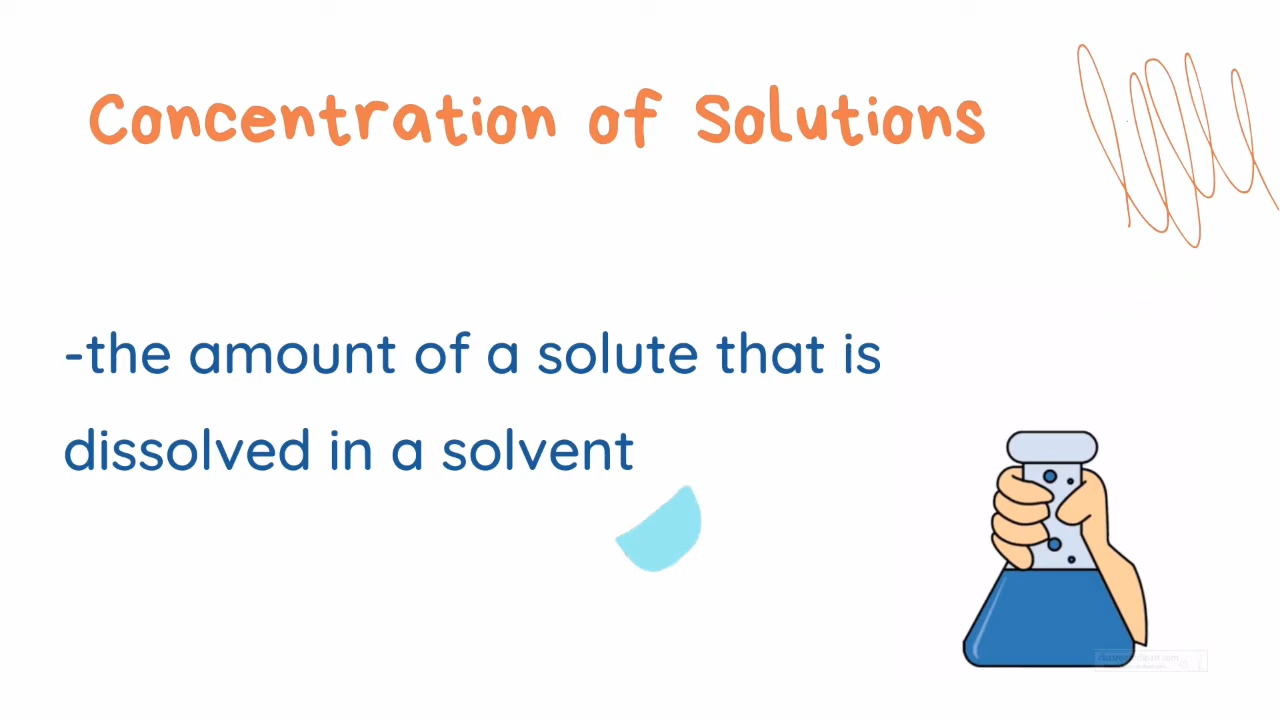 Concentration of Solutions
-the amount of a solute that is
dissolved in a solvent